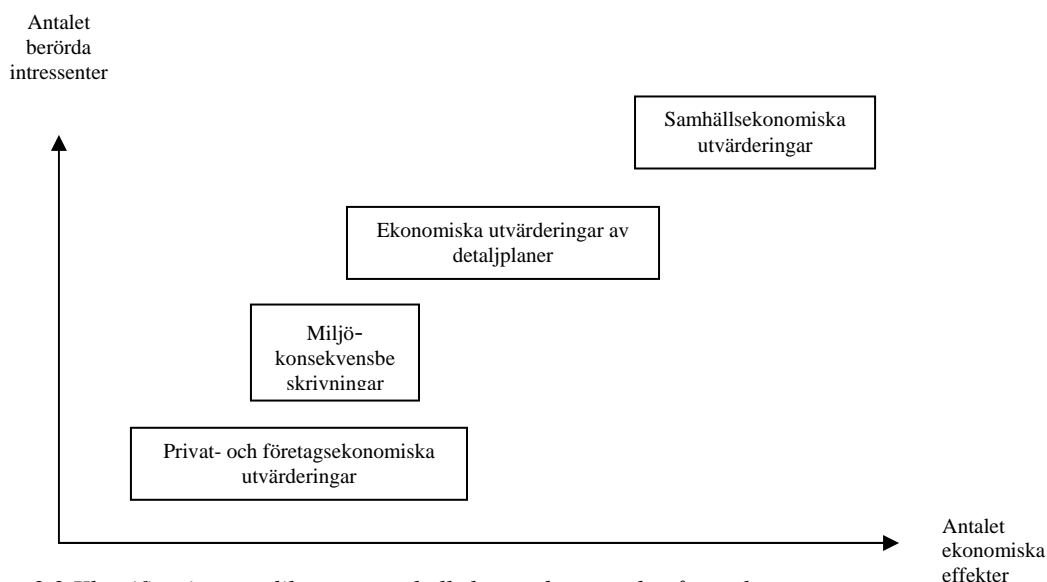 Antalet
berörda
intressenter
Samhällsekonomiska
utvärderingar
Ekonomiska utvärderingar av
detaljplaner
Miljö-
konsekvensbe
skrivningar
Privat- och företagsekonomiska
utvärderingar
Antalet
ekonomiska
effekter